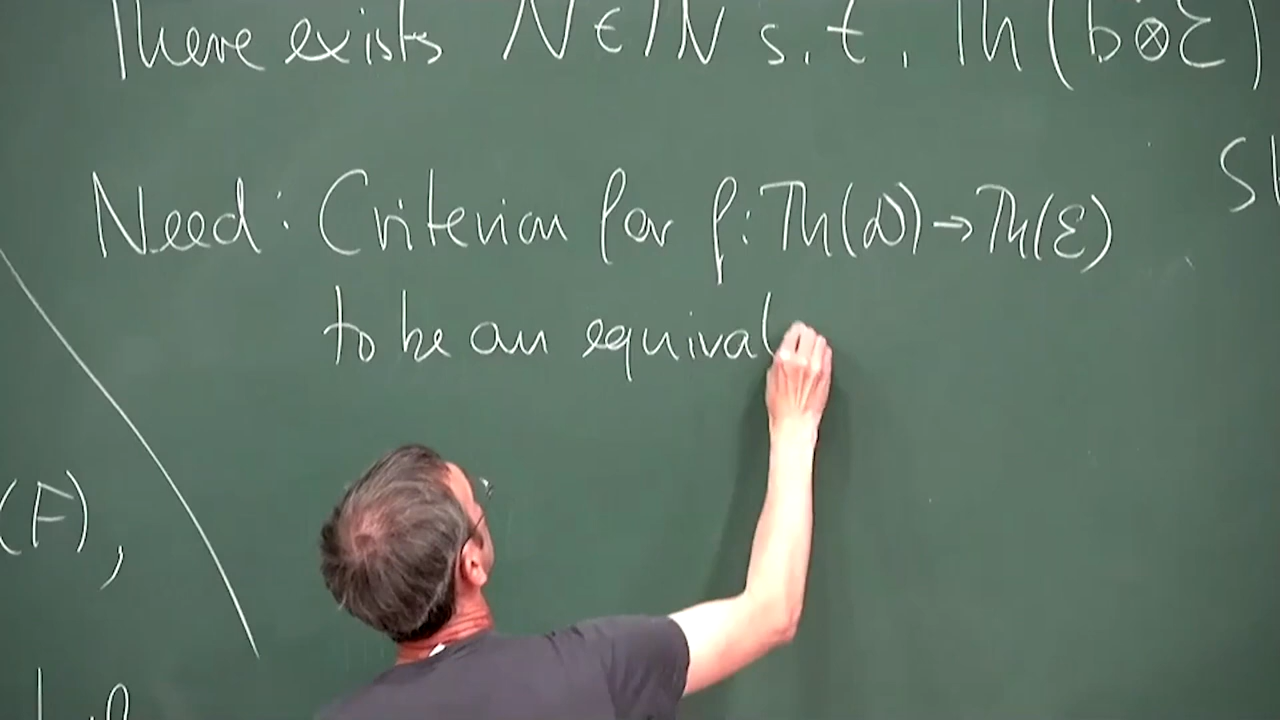 There exists N ∈ ℕ s.t. Th(b⊗ℰ)
Need: Criterion for f: Th(𝒟) → Th(ℰ)
to be an equival
(F),